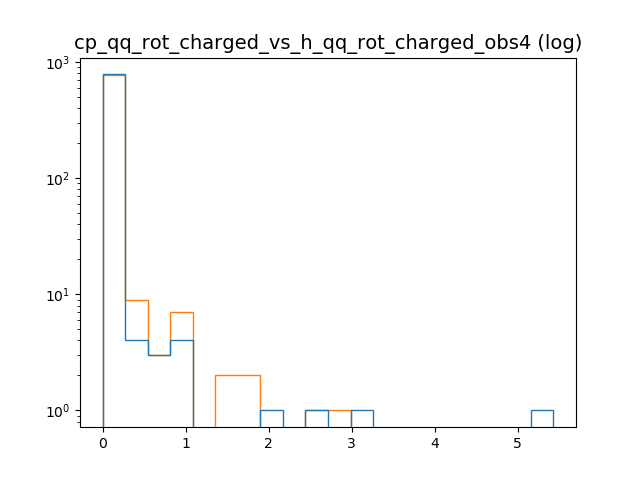 cp_qq_rot_charged_vs_h_qq_rot_charged_obs4 (log)
10³
10²
10¹
10⁰
0 1 2 3 4 5